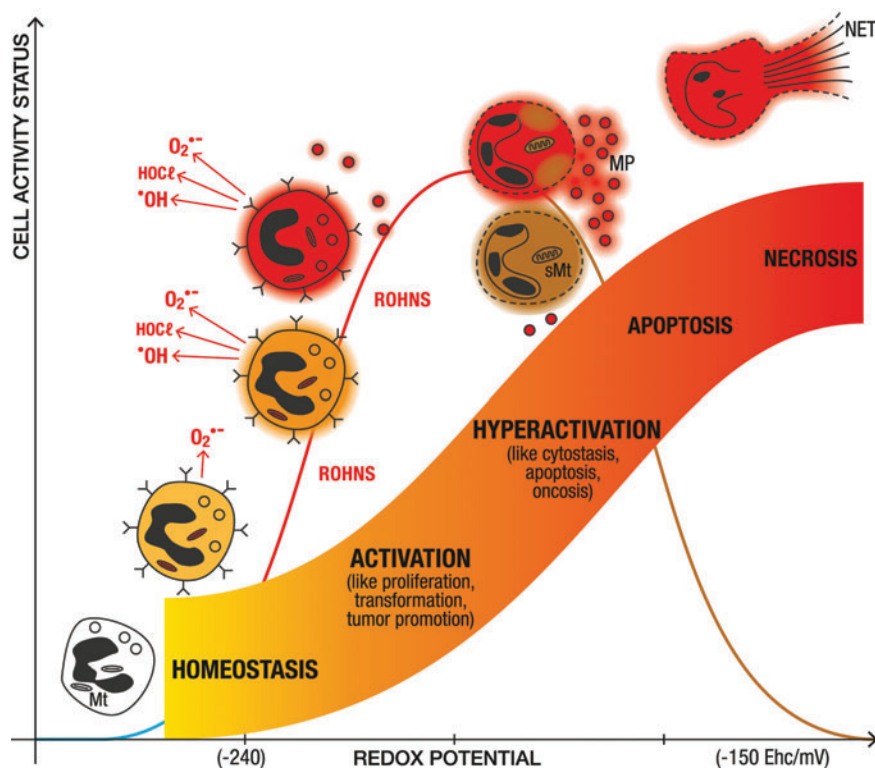 CELL ACTIVITY STATUS
NET
O₂•-
HOCℓ
•OH
MP
ROHNS
sMt
NECROSIS
O₂•-
HOCℓ
•OH
APOPTOSIS
HYPERACTIVATION
(like cytostasis,
apoptosis,
oncosis)
O₂•-
ROHNS
ACTIVATION
(like proliferation,
transformation,
tumor promotion)
HOMEOSTASIS
Mt
(-240)
REDOX POTENTIAL
(-150 Ehc/mV)